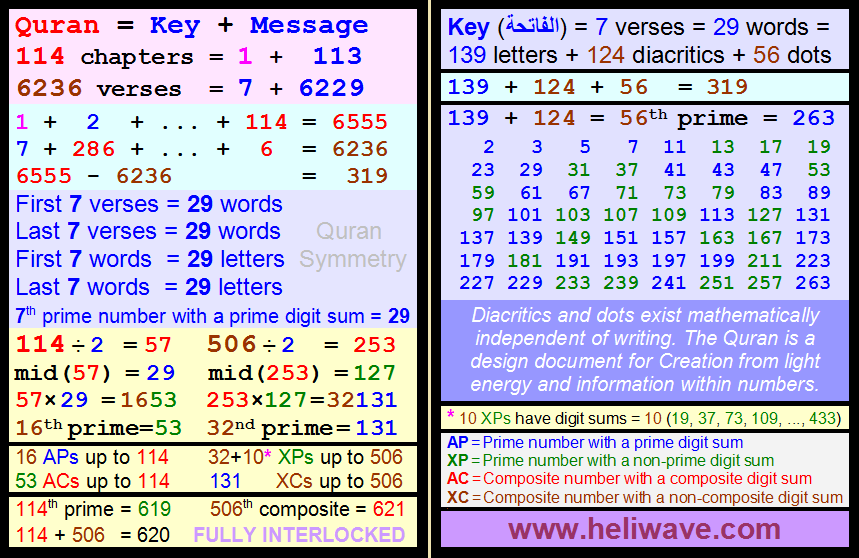 Quran = Key + Message
114 chapters = 1 + 113
6236 verses = 7 + 6229
1 + 2 + ... + 114 = 6555
7 + 286 + ... + 6 = 6236
6555 - 6236 = 319
First 7 verses = 29 words
Last 7 verses = 29 words
First 7 words = 29 letters
Last 7 words = 29 letters
Quran
Symmetry
7th prime number with a prime digit sum = 29
114÷2 = 57 506÷2 = 253
mid(57) = 29 mid(253) =127
57×29 =1653 253×127=32131
16th prime=53 32nd prime=131
16 APs up to 114 32+10* XPs up to 506
53 ACs up to 114 131 XCs up to 506
114th prime = 619 506th composite = 621
114 + 506 = 620 FULLY INTERLOCKED
Key (الفاتحة) = 7 verses = 29 words =
139 letters + 124 diacritics + 56 dots
139 + 124 + 56 = 319
139 + 124 = 56th prime = 263
2 3 5 7 11 13 17 19
23 29 31 37 41 43 47 53
59 61 67 71 73 79 83 89
97 101 103 107 109 113 127 131
137 139 149 151 157 163 167 173
179 181 191 193 197 199 211 223
227 229 233 239 241 251 257 263
Diacritics and dots exist mathematically
independent of writing. The Quran is a
design document for Creation from light
energy and information within numbers.
* 10 XPs have digit sums = 10 (19, 37, 73, 109, ..., 433)
AP = Prime number with a prime digit sum
XP = Prime number with a non-prime digit sum
AC = Composite number with a composite digit sum
XC = Composite number with a non-composite digit sum
www.heliwave.com